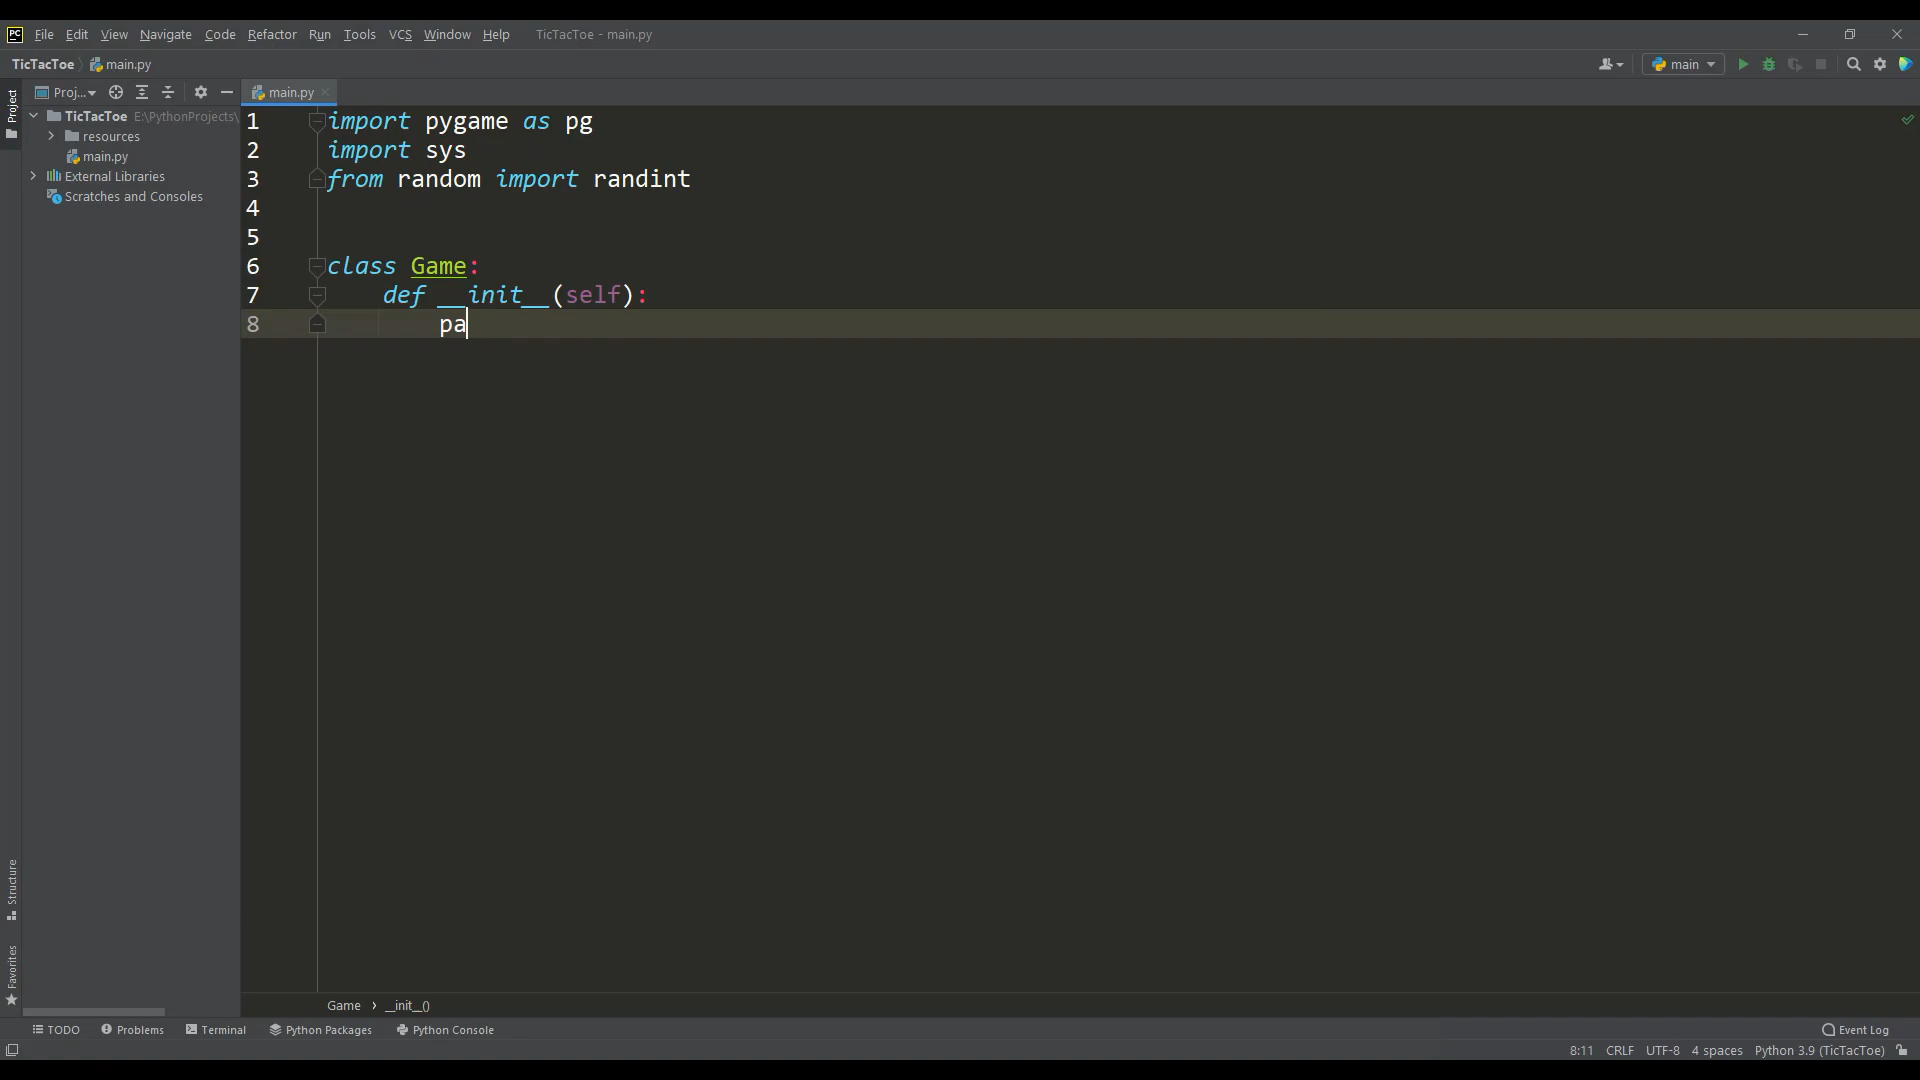 PC File Edit View Navigate Code Refactor Run Tools VCS Window Help TicTacToe - main.py
TicTacToe main.py main
Project
Proj... main.py
TicTacToe E:\PythonProjects\
resources
main.py
External Libraries
Scratches and Consoles
1 import pygame as pg
2 import sys
3 from random import randint
4
5
6 class Game:
7 def __init__(self):
8 pa
Structure
Favorites
Game __init__()
TODO Problems Terminal Python Packages Python Console Event Log
8:11 CRLF UTF-8 4 spaces Python 3.9 (TicTacToe)